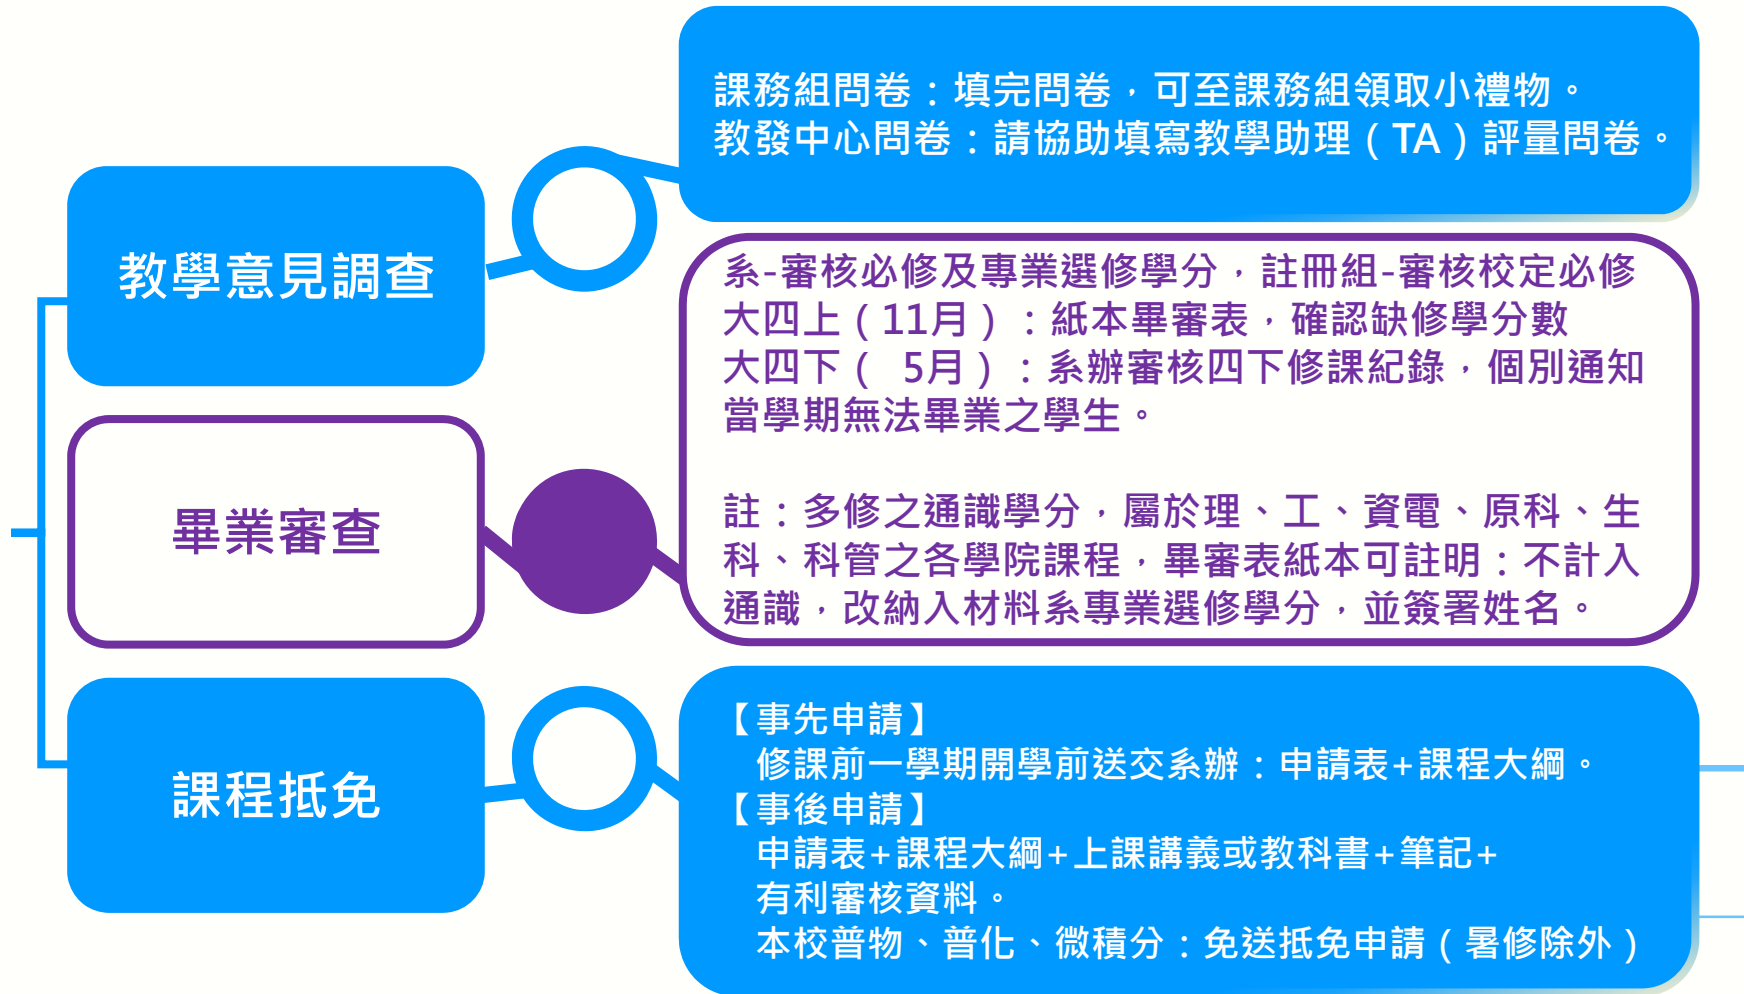 課務組問卷：填完問卷，可至課務組領取小禮物。
教發中心問卷：請協助填寫教學助理（TA）評量問卷。
教學意見調查
系-審核必修及專業選修學分，註冊組-審核校定必修
大四上（11月）：紙本畢審表，確認缺修學分數
大四下（ 5月）：系辦審核四下修課紀錄，個別通知
當學期無法畢業之學生。
註：多修之通識學分，屬於理、工、資電、原科、生
科、科管之各學院課程，畢審表紙本可註明：不計入
通識，改納入材料系專業選修學分，並簽署姓名。
畢業審查
【事先申請】
修課前一學期開學前送交系辦：申請表+課程大綱。
【事後申請】
申請表+課程大綱+上課講義或教科書+筆記+
有利審核資料。
本校普物、普化、微積分：免送抵免申請（暑修除外）
課程抵免